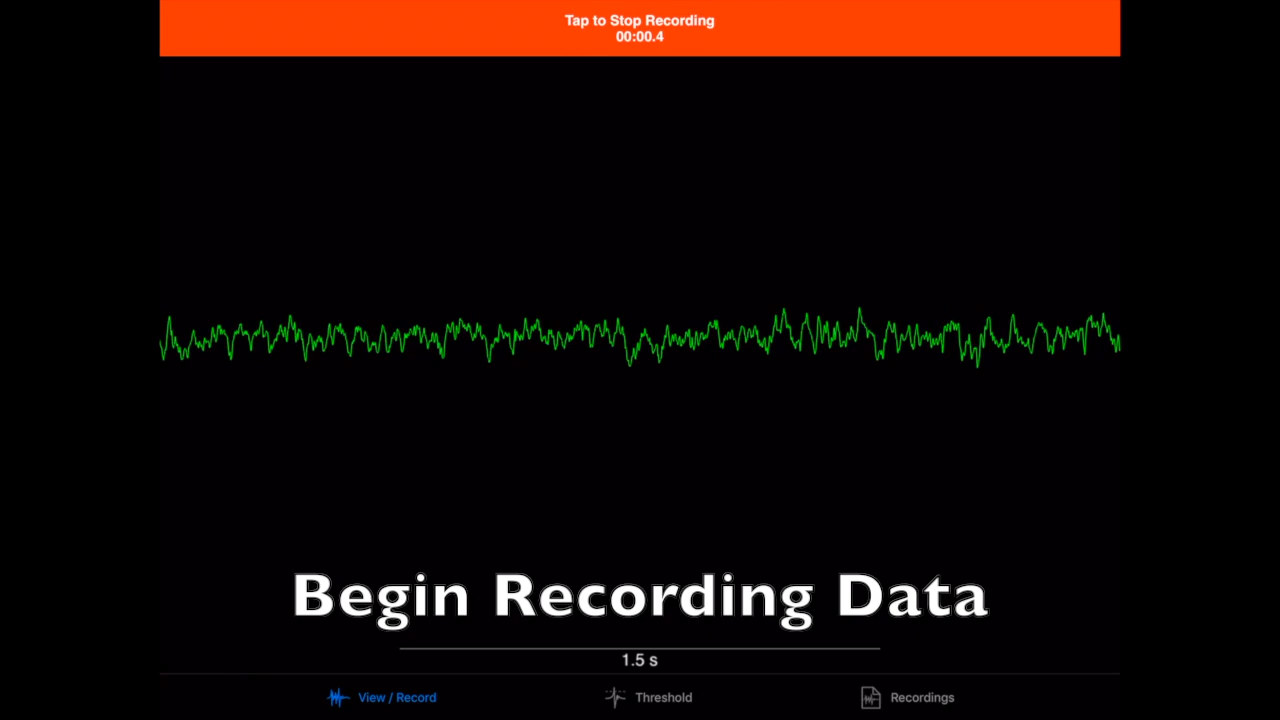 Tap to Stop Recording
00:00.4
Begin Recording Data
1.5 s
View / Record
Threshold
Recordings